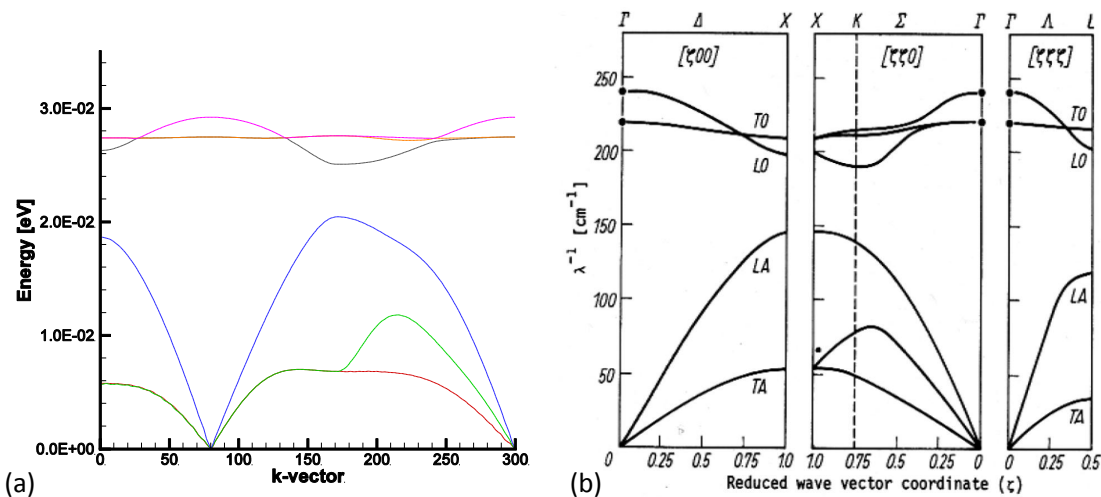 3.0E-02
2.0E-02
1.0E-02
0.0E+00
Energy [eV]
0. 50. 100. 150. 200. 250. 300.
k-vector
(a)
Γ Δ X X K Σ Γ Γ Λ L
[ζ00] [ζζ0] [ζζζ]
250
200
150
100
50
λ⁻¹ [cm⁻¹]
TO
LO
LA
TA
TO
LO
LA
TA
0 0.25 0.5 0.75 1.0 1.0 0.75 0.5 0.25 0 0 0.25 0.5
Reduced wave vector coordinate (ζ)
(b)